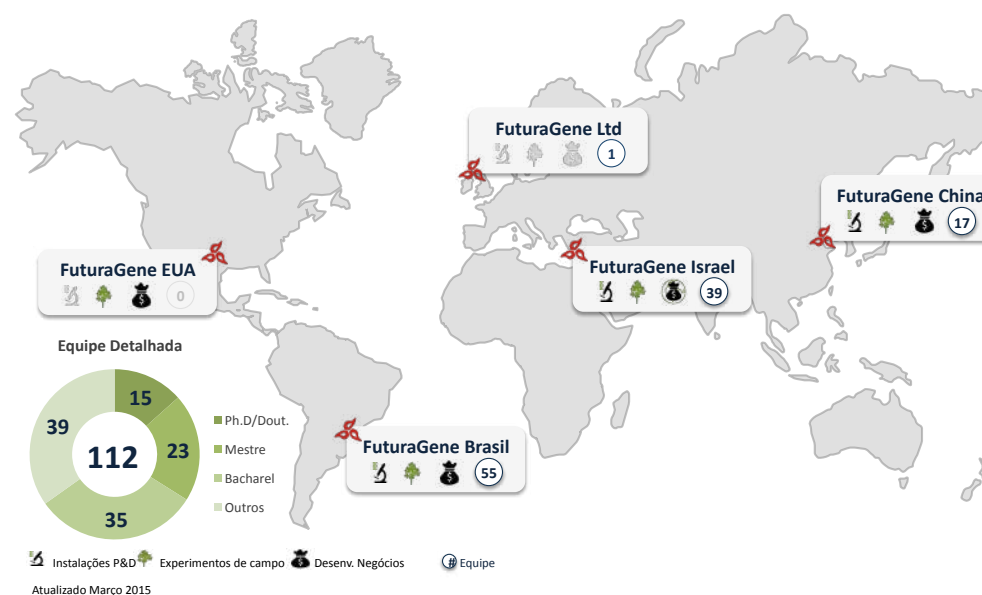 FuturaGene Ltd
1
FuturaGene China
17
FuturaGene EUA
0
FuturaGene Israel
39
Equipe Detalhada
15
23
35
39
112
Ph.D/Dout.
Mestre
Bacharel
Outros
FuturaGene Brasil
55
Instalações P&D
Experimentos de campo
Desenv. Negócios
# Equipe
Atualizado Março 2015